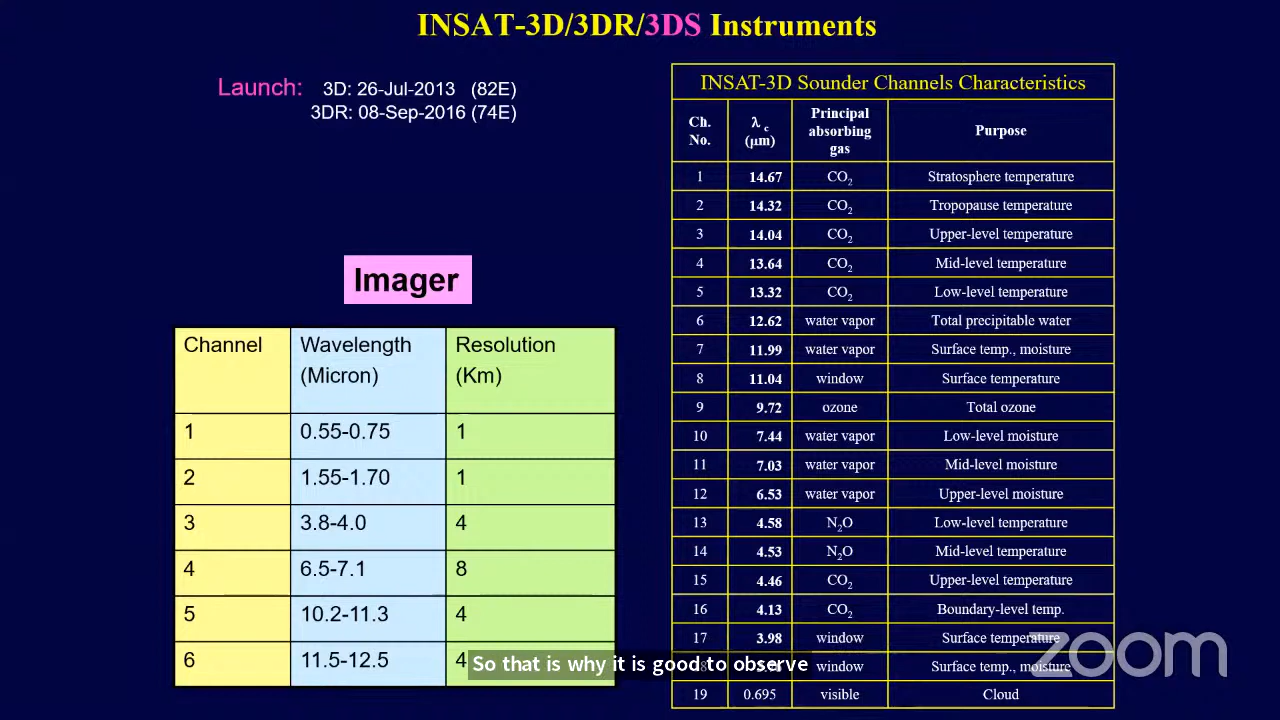 INSAT-3D/3DR/3DS Instruments
Launch: 3D: 26-Jul-2013 (82E)
3DR: 08-Sep-2016 (74E)
Imager
Channel Wavelength (Micron) Resolution (Km)
1 0.55-0.75 1
2 1.55-1.70 1
3 3.8-4.0 4
4 6.5-7.1 8
5 10.2-11.3 4
6 11.5-12.5 4
INSAT-3D Sounder Channels Characteristics
Ch. No. λc (μm) Principal absorbing gas Purpose
1 14.67 CO2 Stratosphere temperature
2 14.32 CO2 Tropopause temperature
3 14.04 CO2 Upper-level temperature
4 13.64 CO2 Mid-level temperature
5 13.32 CO2 Low-level temperature
6 12.62 water vapor Total precipitable water
7 11.99 water vapor Surface temp., moisture
8 11.04 window Surface temperature
9 9.72 ozone Total ozone
10 7.44 water vapor Low-level moisture
11 7.03 water vapor Mid-level moisture
12 6.53 water vapor Upper-level moisture
13 4.58 N2O Low-level temperature
14 4.53 N2O Mid-level temperature
15 4.46 CO2 Upper-level temperature
16 4.13 CO2 Boundary-level temp.
17 3.98 window Surface temperature
window Surface temp., moisture
19 0.695 visible Cloud
So that is why it is good to observe
zoom